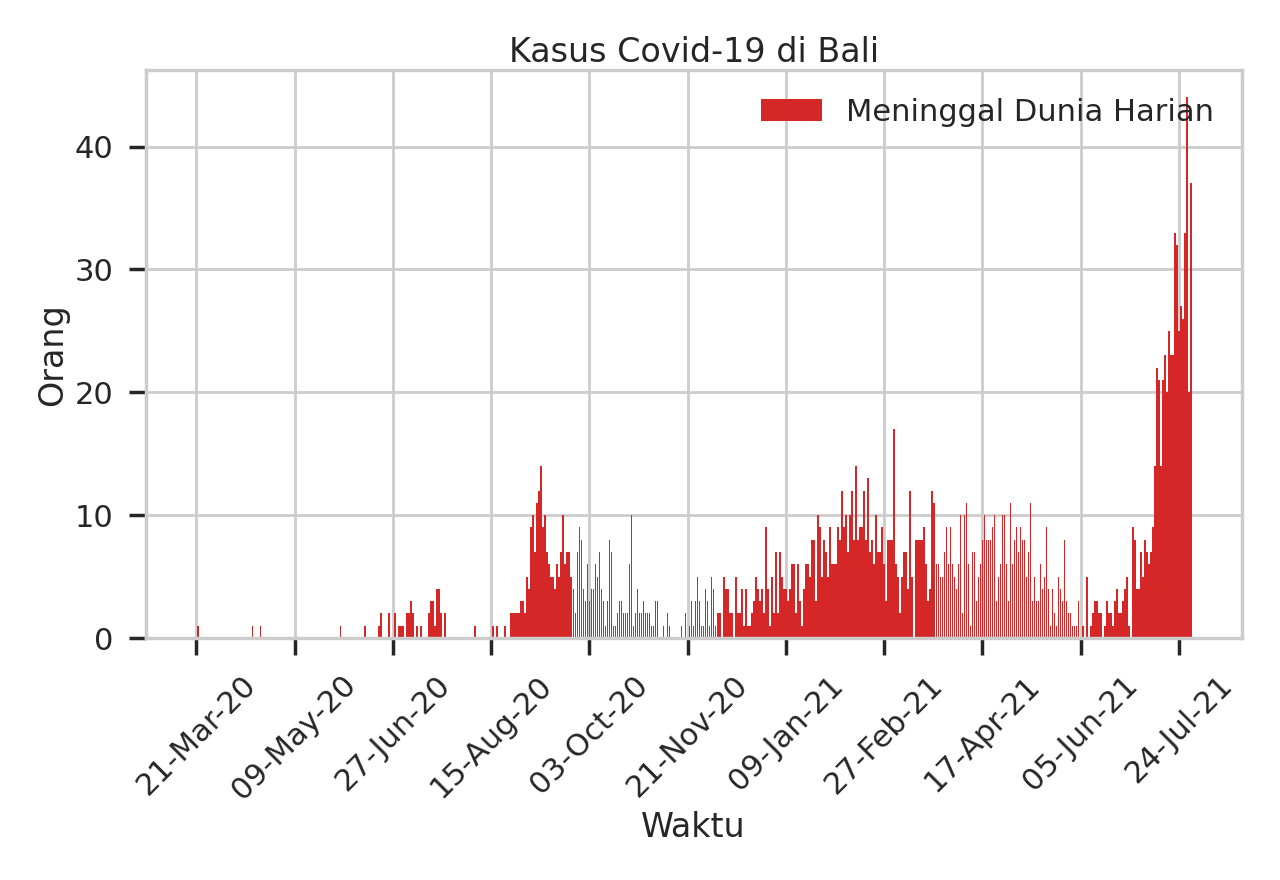 Kasus Covid-19 di Bali
Meninggal Dunia Harian
Orang
40
30
20
10
0
21-Mar-20
09-May-20
27-Jun-20
15-Aug-20
03-Oct-20
21-Nov-20
09-Jan-21
27-Feb-21
17-Apr-21
05-Jun-21
24-Jul-21
Waktu